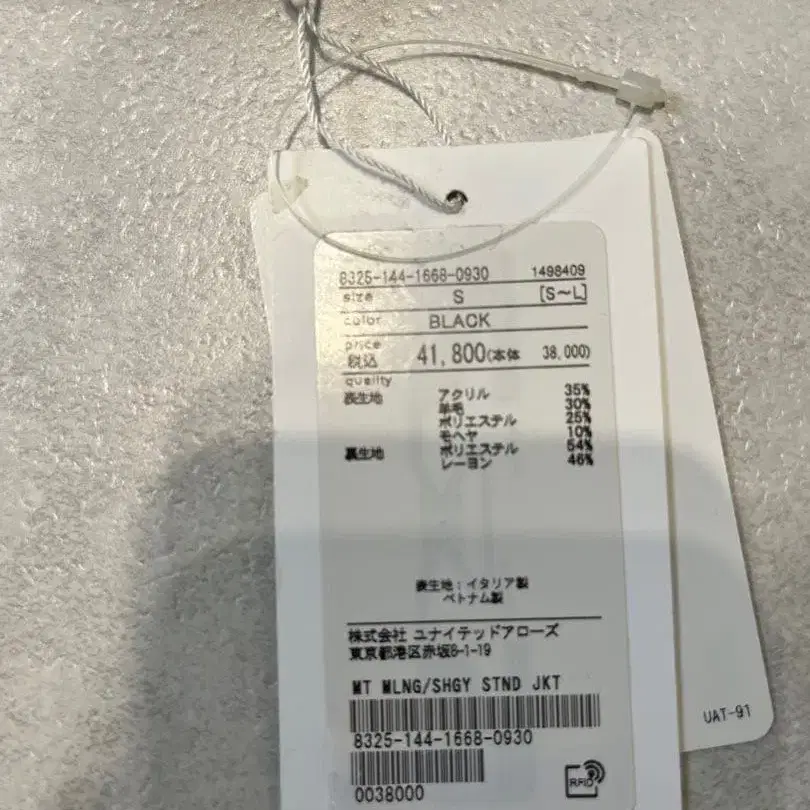 8325-144-1668-0930 1498409
size S [S～L]
color BLACK
price
税込 41,800(本体 38,000)
quality
表生地 アクリル 35%
羊毛 30%
ポリエステル 25%
モヘヤ 10%
裏生地 ポリエステル 54%
レーヨン 46%
表生地：イタリア製
ベトナム製
株式会社 ユナイテッドアローズ
東京都港区赤坂8-1-19
MT MLNG/SHGY STND JKT
8325-144-1668-0930
0038000
RFID
UAT-91